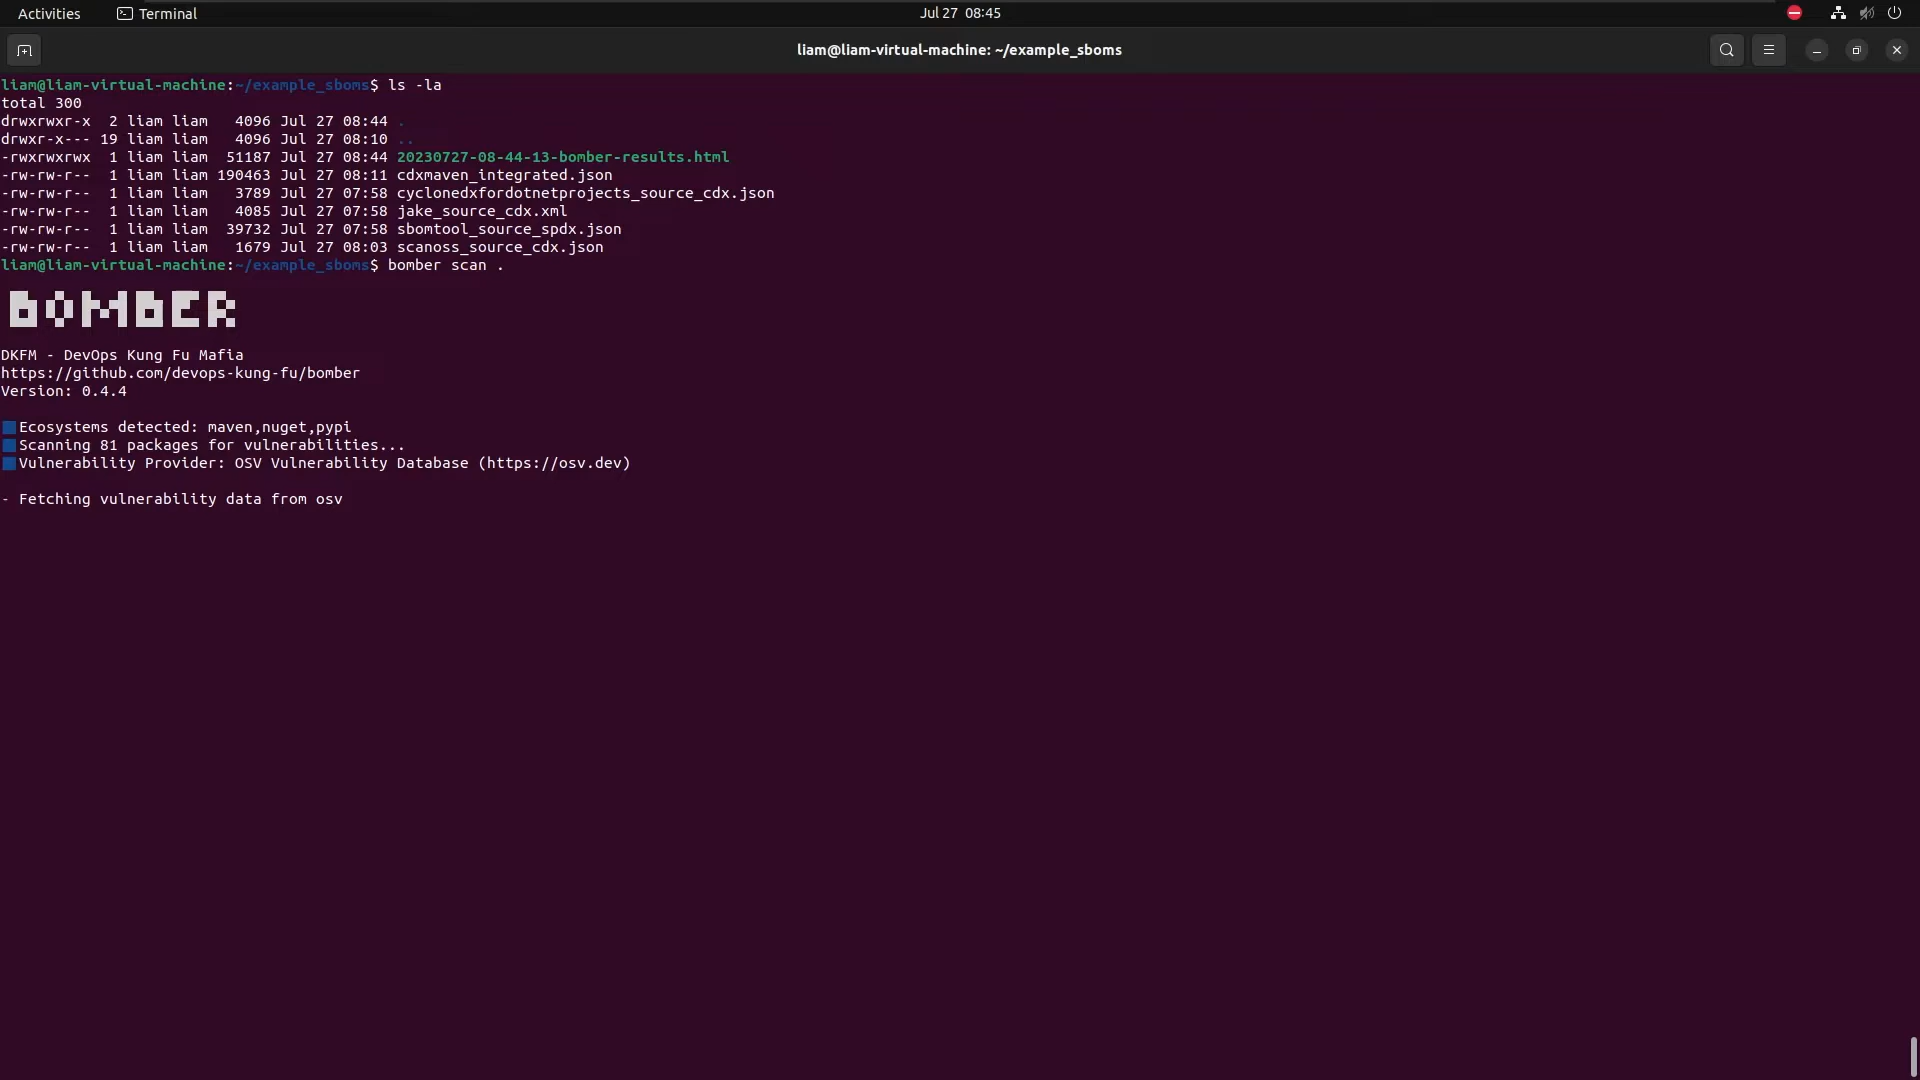 Activities Terminal Jul 27 08:45
liam@liam-virtual-machine: ~/example_sboms
liam@liam-virtual-machine:~/example_sboms$ ls -la
total 300
drwxrwxr-x  2 liam liam   4096 Jul 27 08:44 .
drwxr-x--- 19 liam liam   4096 Jul 27 08:10 ..
-rwxrwxrwx  1 liam liam  51187 Jul 27 08:44 20230727-08-44-13-bomber-results.html
-rw-rw-r--  1 liam liam 190463 Jul 27 08:11 cdxmaven_integrated.json
-rw-rw-r--  1 liam liam   3789 Jul 27 07:58 cyclonedxfordotnetprojects_source_cdx.json
-rw-rw-r--  1 liam liam   4085 Jul 27 07:58 jake_source_cdx.xml
-rw-rw-r--  1 liam liam  39732 Jul 27 07:58 sbomtool_source_spdx.json
-rw-rw-r--  1 liam liam   1679 Jul 27 08:03 scanoss_source_cdx.json
liam@liam-virtual-machine:~/example_sboms$ bomber scan .
BOMBER
DKFM - DevOps Kung Fu Mafia
https://github.com/devops-kung-fu/bomber
Version: 0.4.4
Ecosystems detected: maven,nuget,pypi
Scanning 81 packages for vulnerabilities...
Vulnerability Provider: OSV Vulnerability Database (https://osv.dev)
- Fetching vulnerability data from osv